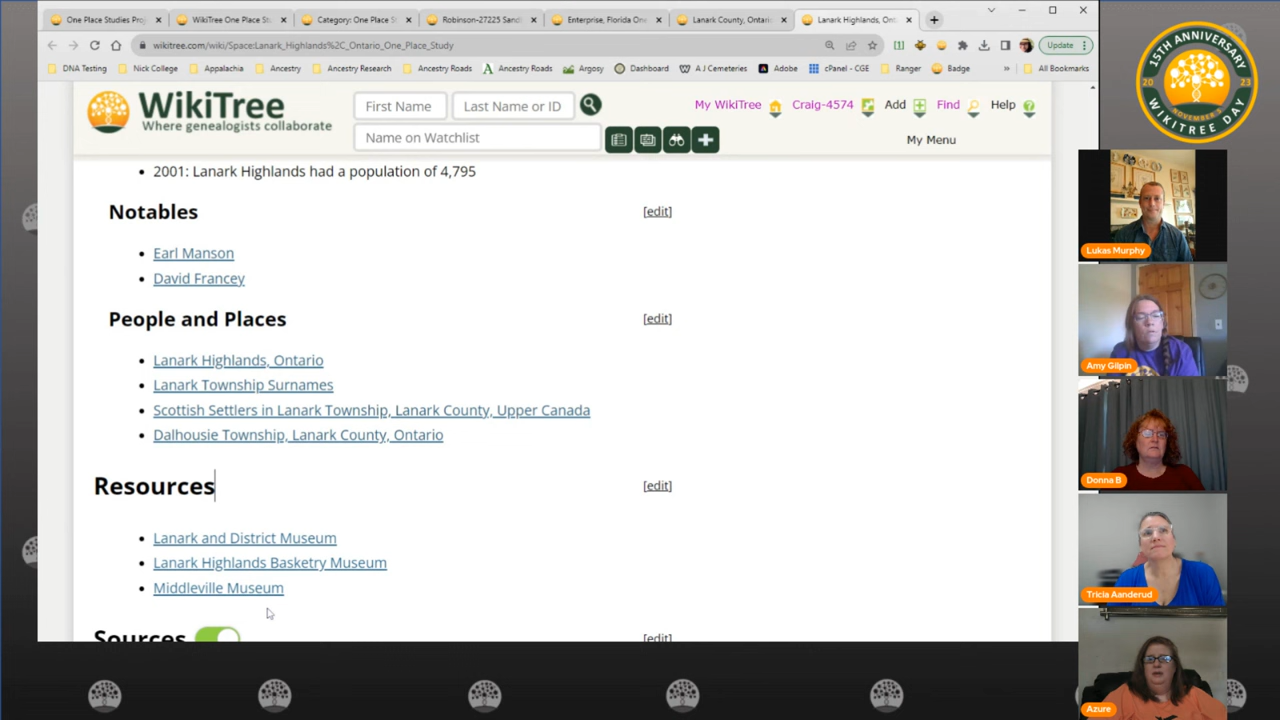 One Place Studies Proj
WikiTree One Place St
Category: One Place S
Robinson-27225 Sand
Enterprise, Florida One
Lanark County, Ontari
Lanark Highlands, Ont
wikitree.com/wiki/Space:Lanark_Highlands%2C_Ontario_One_Place_Study
Update
DNA Testing
Nick College
Appalachia
Ancestry
Ancestry Research
Ancestry Roads
Ancestry Roads
Argosy
Dashboard
A J Cemeteries
Adobe
cPanel - CGE
Ranger
Badge
»
All Bookmarks
WikiTree
Where genealogists collaborate
First Name
Last Name or ID
Name on Watchlist
My WikiTree
Craig-4574
Add
Find
Help
My Menu
• 2001: Lanark Highlands had a population of 4,795
Notables [edit]
• Earl Manson
• David Francey
People and Places [edit]
• Lanark Highlands, Ontario
• Lanark Township Surnames
• Scottish Settlers in Lanark Township, Lanark County, Upper Canada
• Dalhousie Township, Lanark County, Ontario
Resources [edit]
• Lanark and District Museum
• Lanark Highlands Basketry Museum
• Middleville Museum
Sources [edit]
15TH ANNIVERSARY
20 23
NOVEMBER 5
WIKITREE DAY
Lukas Murphy
Amy Gilpin
Donna B
Tricia Aanderud
Azure